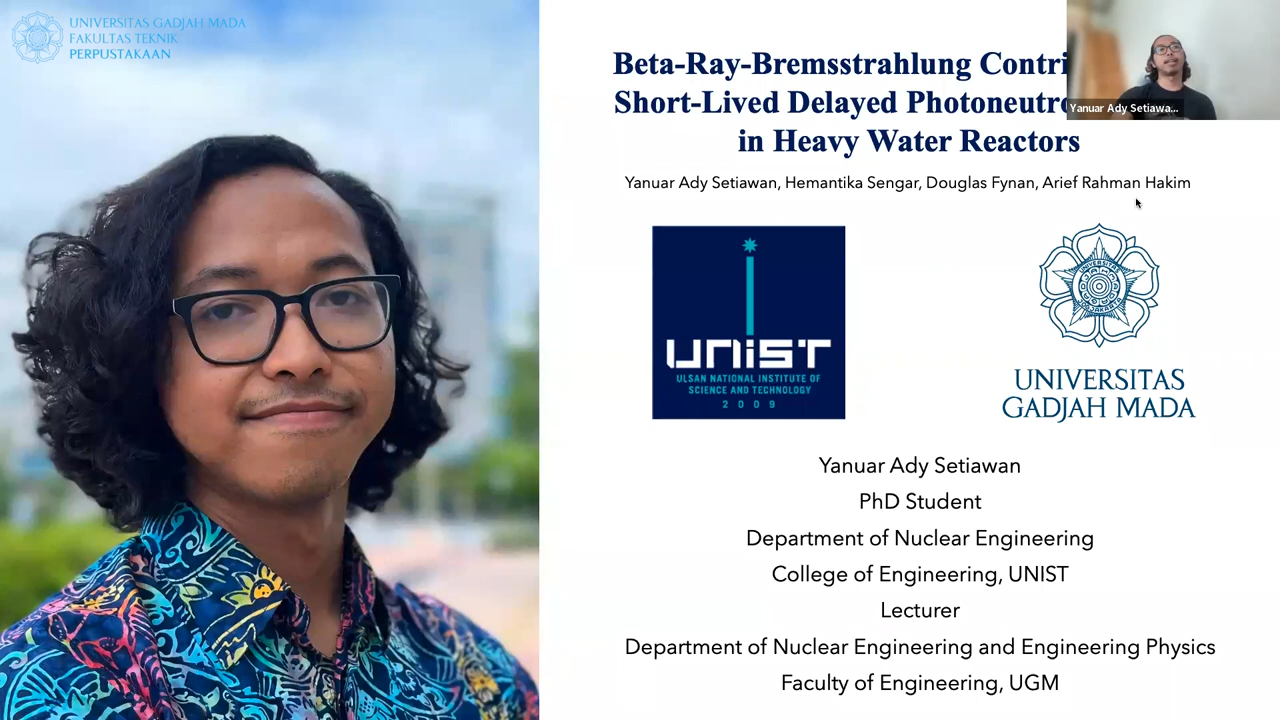 UNIVERSITAS GADJAH MADA
FAKULTAS TEKNIK
PERPUSTAKAAN
Beta-Ray-Bremsstrahlung Contri
Short-Lived Delayed Photoneutro
in Heavy Water Reactors
Yanuar Ady Setiawa...
Yanuar Ady Setiawan, Hemantika Sengar, Douglas Fynan, Arief Rahman Hakim
UNIST
ULSAN NATIONAL INSTITUTE OF
SCIENCE AND TECHNOLOGY
2009
UNIVERSITAS
GADJAH MADA
Yanuar Ady Setiawan
PhD Student
Department of Nuclear Engineering
College of Engineering, UNIST
Lecturer
Department of Nuclear Engineering and Engineering Physics
Faculty of Engineering, UGM